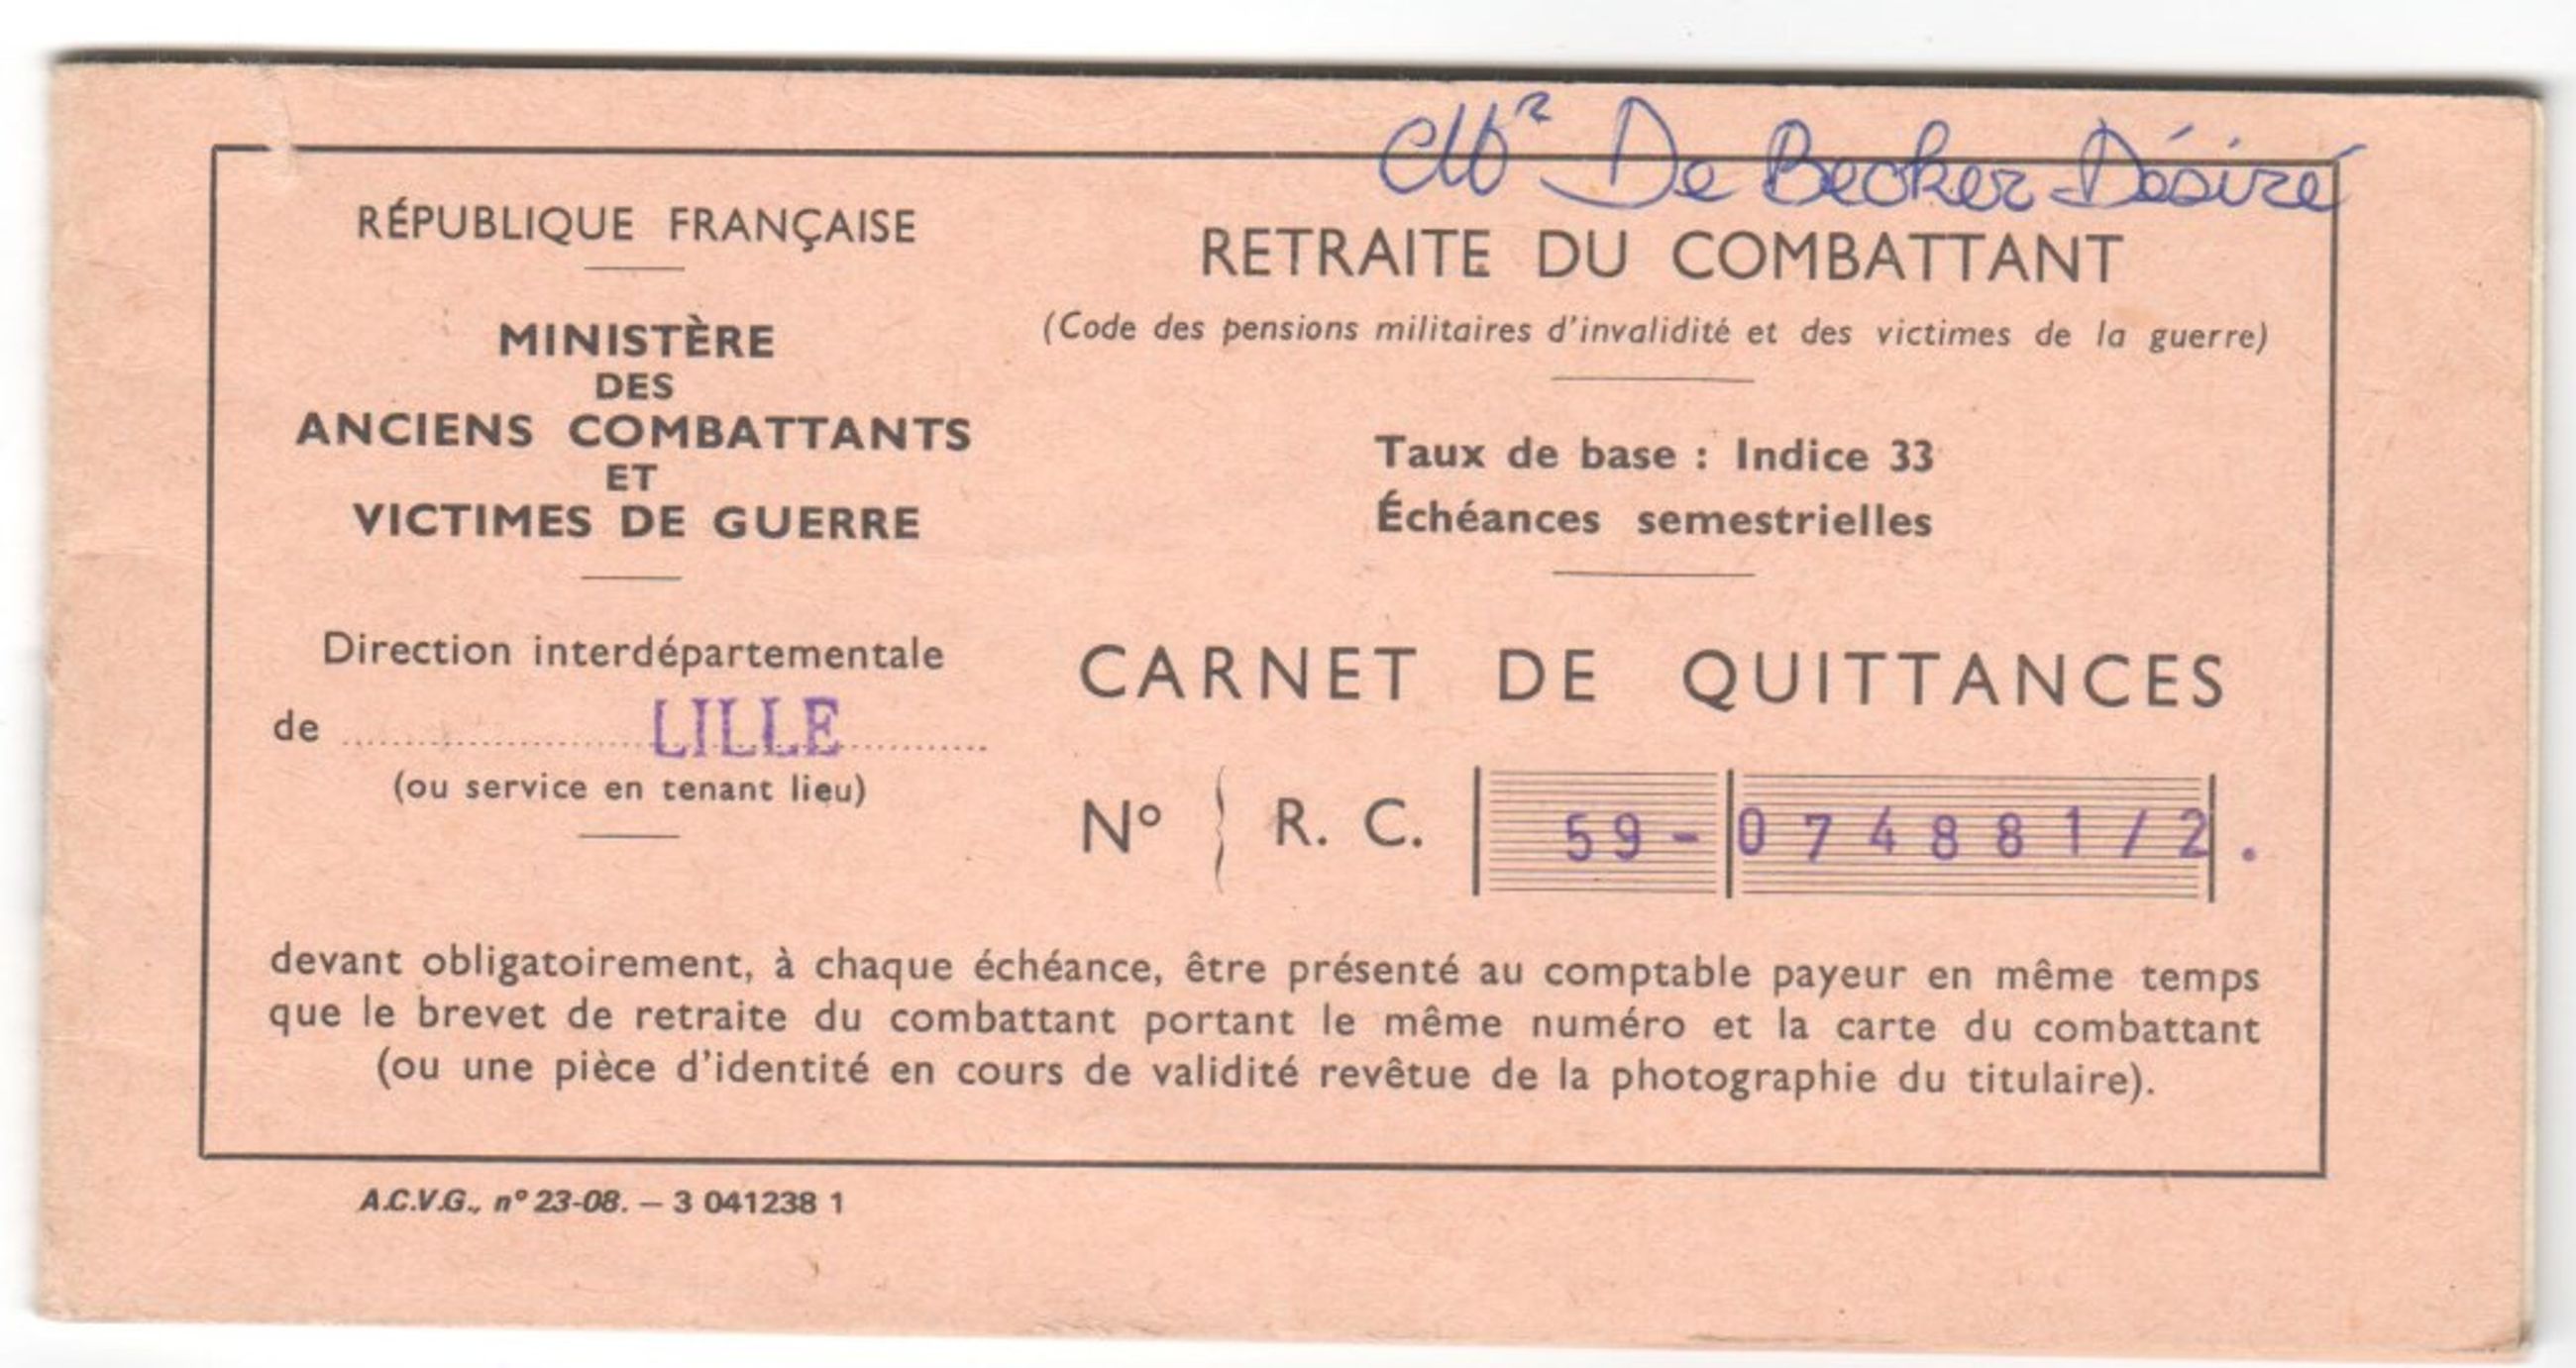 Mr De Becker Désiré
RÉPUBLIQUE FRANÇAISE
MINISTÈRE
DES
ANCIENS COMBATTANTS
ET
VICTIMES DE GUERRE
Direction interdépartementale
de LILLE
(ou service en tenant lieu)
RETRAITE DU COMBATTANT
(Code des pensions militaires d'invalidité et des victimes de la guerre)
Taux de base : Indice 33
Échéances semestrielles
CARNET DE QUITTANCES
N° R. C. 59-074881/2.
devant obligatoirement, à chaque échéance, être présenté au comptable payeur en même temps
que le brevet de retraite du combattant portant le même numéro et la carte du combattant
(ou une pièce d'identité en cours de validité revêtue de la photographie du titulaire).
A.C.V.G., n° 23-08. — 3 041238 1